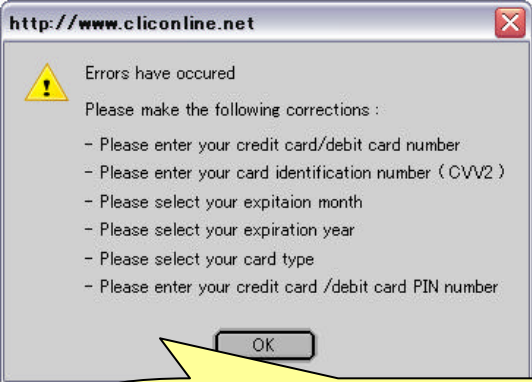 http://www.cliconline.net
Errors have occured
Please make the following corrections :
- Please enter your credit card/debit card number
- Please enter your card identification number ( CVV2 )
- Please select your expitaion month
- Please select your expiration year
- Please select your card type
- Please enter your credit card /debit card PIN number
OK